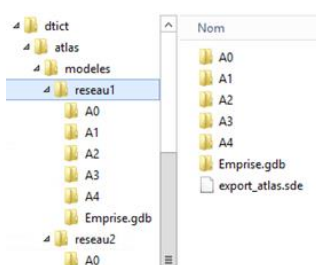 dtict
atlas
modeles
reseau1
A0
A1
A2
A3
A4
Emprise.gdb
reseau2
A0
Nom
A0
A1
A2
A3
A4
Emprise.gdb
export_atlas.sde